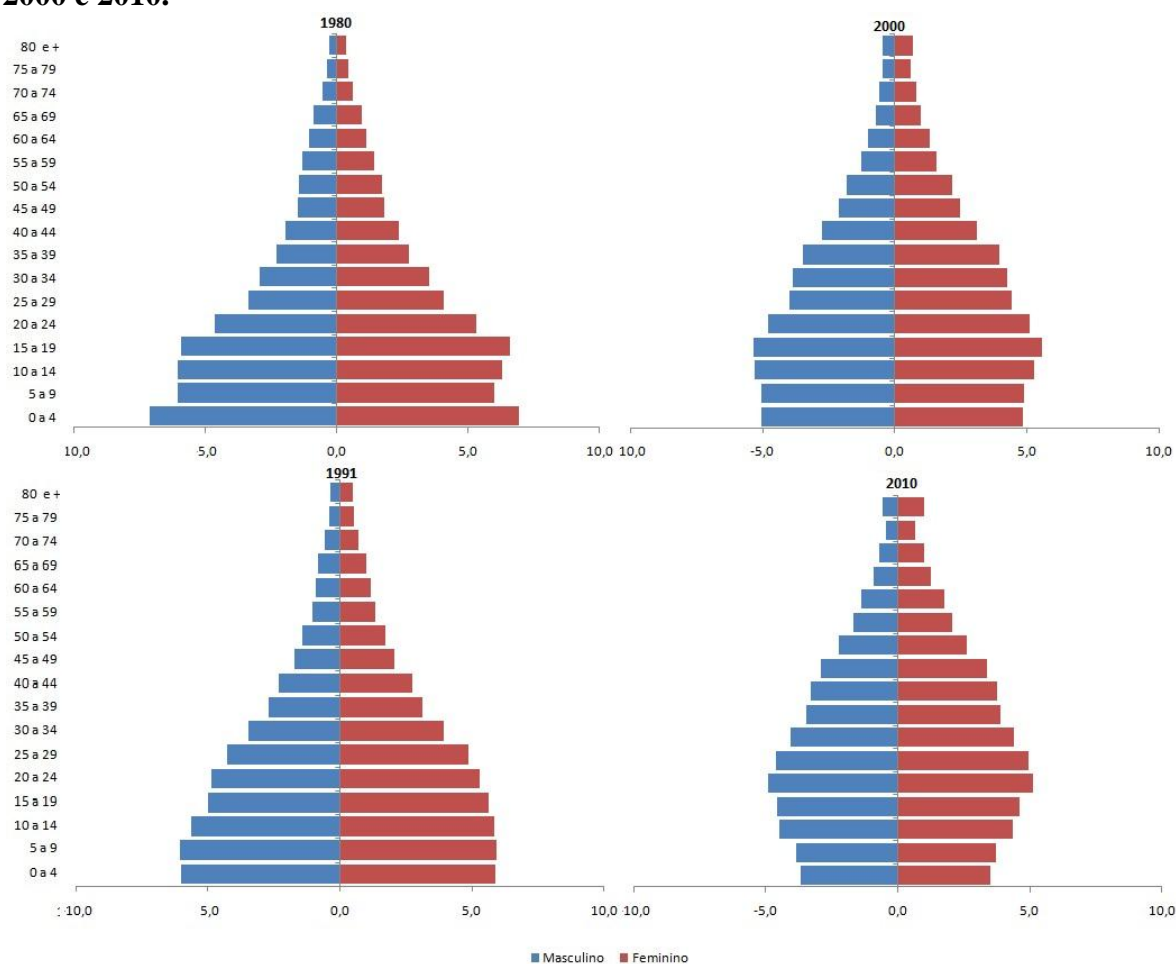 2000 e 2010.
1980
80 e +
75 a 79
70 a 74
65 a 69
60 a 64
55 a 59
50 a 54
45 a 49
40 a 44
35 a 39
30 a 34
25 a 29
20 a 24
15 a 19
10 a 14
5 a 9
0 a 4
10,0 5,0 0,0 5,0 10,0
2000
10,0 -5,0 0,0 5,0 10,0
1991
80 e +
75 a 79
70 a 74
65 a 69
60 a 64
55 a 59
50 a 54
45 a 49
40 a 44
35 a 39
30 a 34
25 a 29
20 a 24
15 a 19
10 a 14
5 a 9
0 a 4
10,0 5,0 0,0 5,0 10,0
2010
10,0 -5,0 0,0 5,0 10,0
Masculino Feminino